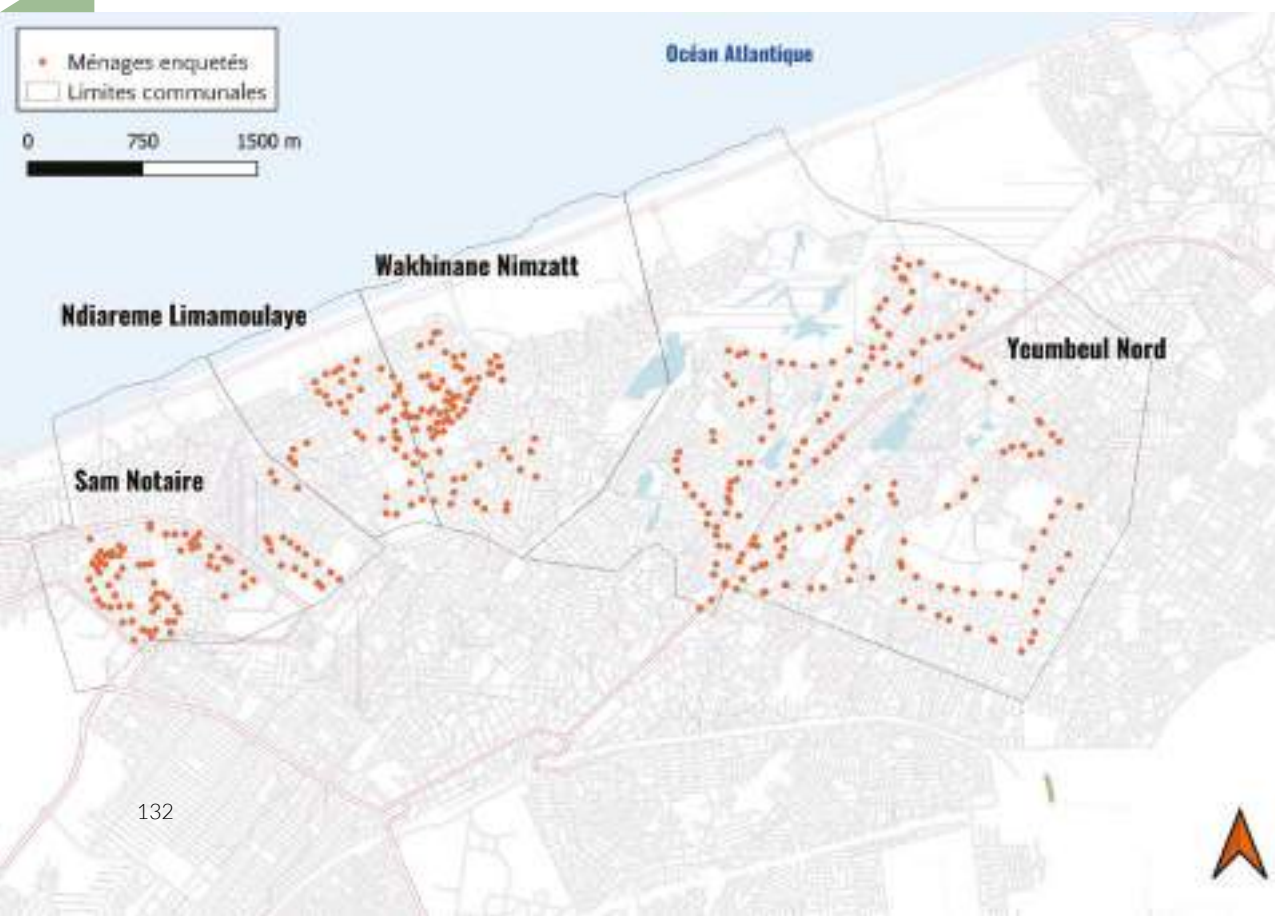 Ménages enquetés
Limites communales
0 750 1500 m
Océan Atlantique
Wakhinane Nimzatt
Ndiareme Limamoulaye
Yeumbeul Nord
Sam Notaire
132